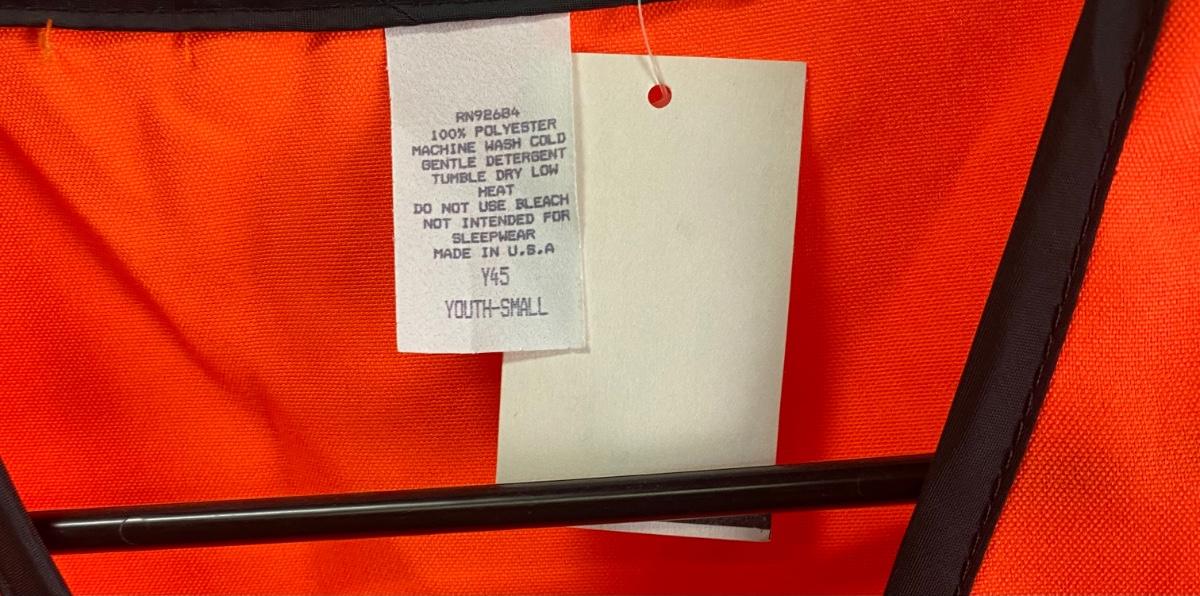 RN92684
100% POLYESTER
MACHINE WASH COLD
GENTLE DETERGENT
TUMBLE DRY LOW
HEAT
DO NOT USE BLEACH
NOT INTENDED FOR
SLEEPWEAR
MADE IN U.S.A
Y45
YOUTH-SMALL